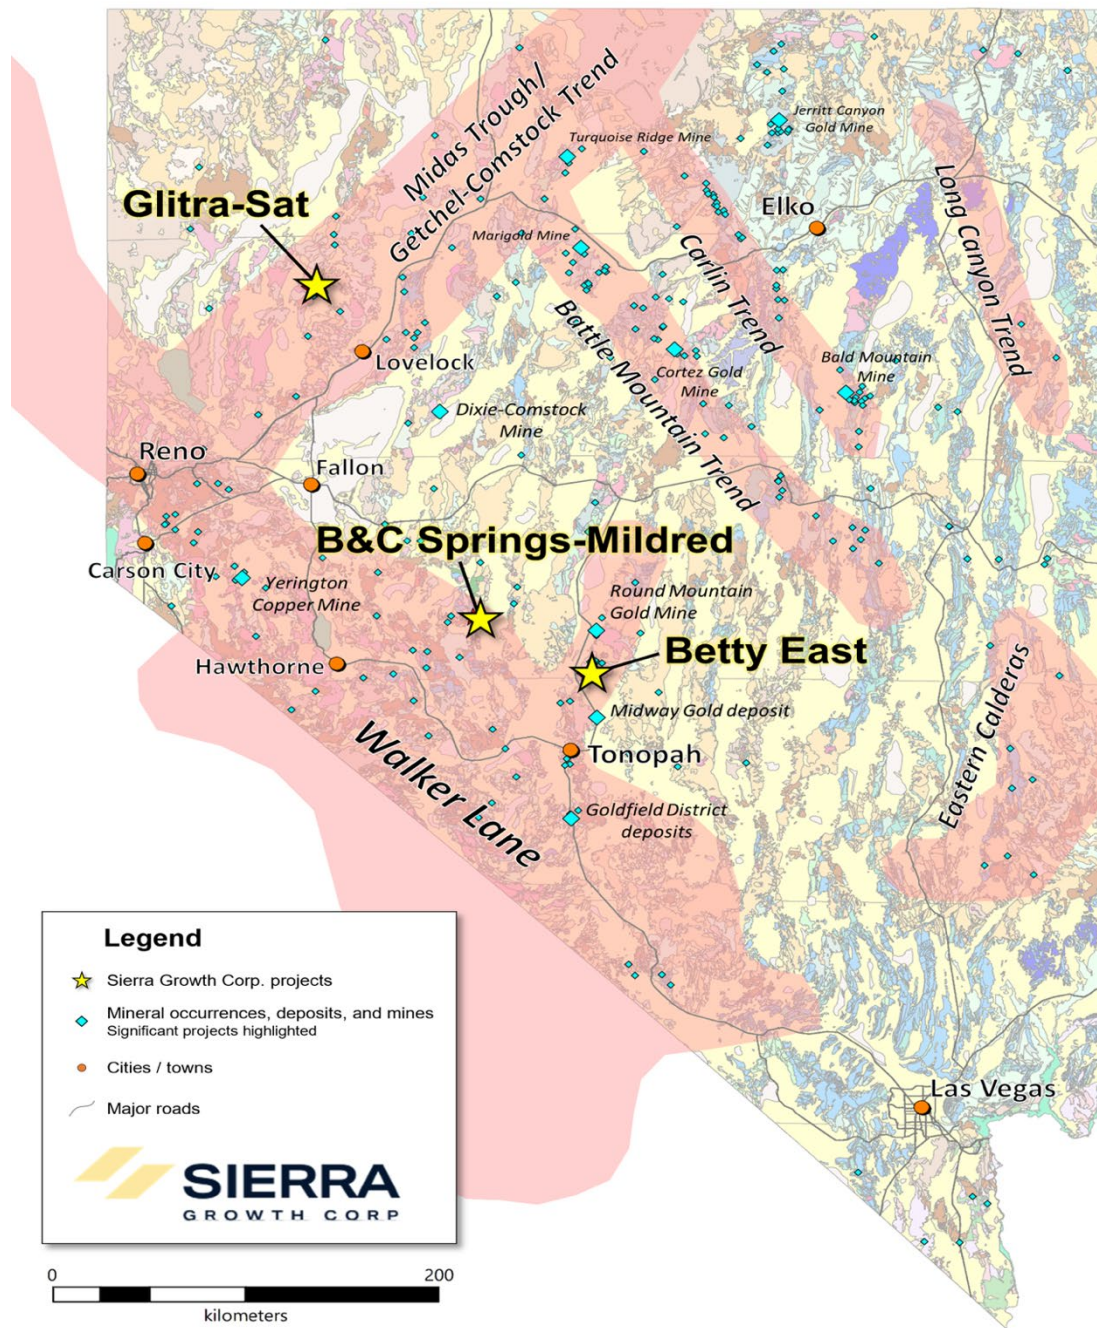 Midas Trough/
Getchel-Comstock Trend
Turquoise Ridge Mine
Jerritt Canyon
Gold Mine
Glitra-Sat
Elko
Long Canyon Trend
Marigold Mine
Carlin Trend
Battle Mountain Trend
Lovelock
Cortez Gold
Mine
Bald Mountain
Mine
Dixie-Comstock
Mine
Reno
Fallon
B&C Springs-Mildred
Carson City
Yerington
Copper Mine
Round Mountain
Gold Mine
Hawthorne
Betty East
Midway Gold deposit
Eastern Calderas
Walker Lane
Tonopah
Goldfield District
deposits
Las Vegas
Legend
Sierra Growth Corp. projects
Mineral occurrences, deposits, and mines
Significant projects highlighted
Cities / towns
Major roads
SIERRA
GROWTH CORP
0 200
kilometers